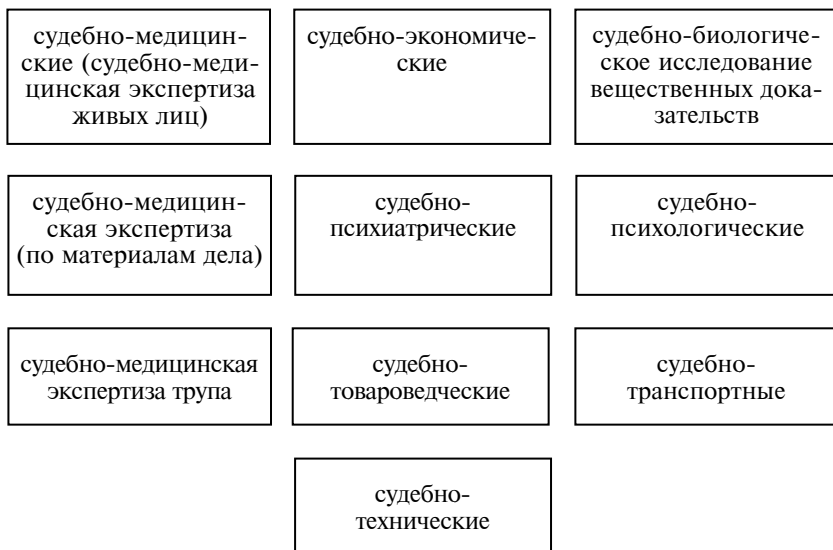 судебно-медицин-
ские (судебно-меди-
цинская экспертиза
живых лиц)
судебно-экономиче-
ские
судебно-биологиче-
ское исследование
вещественных дока-
зательств
судебно-медицин-
ская экспертиза
(по материалам дела)
судебно-
психиатрические
судебно-
психологические
судебно-медицинская
экспертиза трупа
судебно-
товароведческие
судебно-
транспортные
судебно-
технические